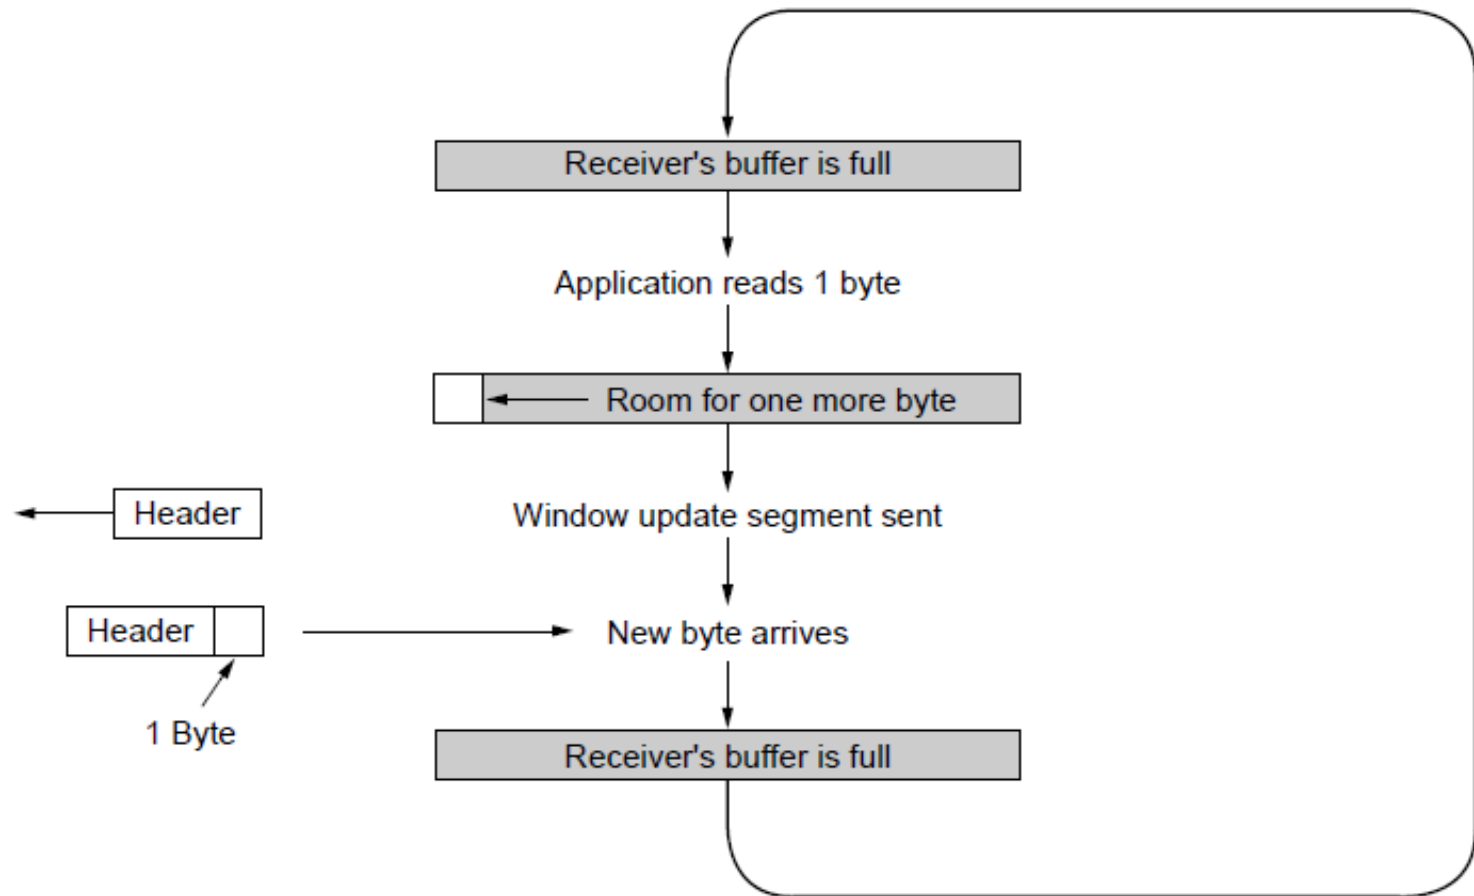 Receiver's buffer is full
Application reads 1 byte
Room for one more byte
Header
Window update segment sent
Header
New byte arrives
1 Byte
Receiver's buffer is full